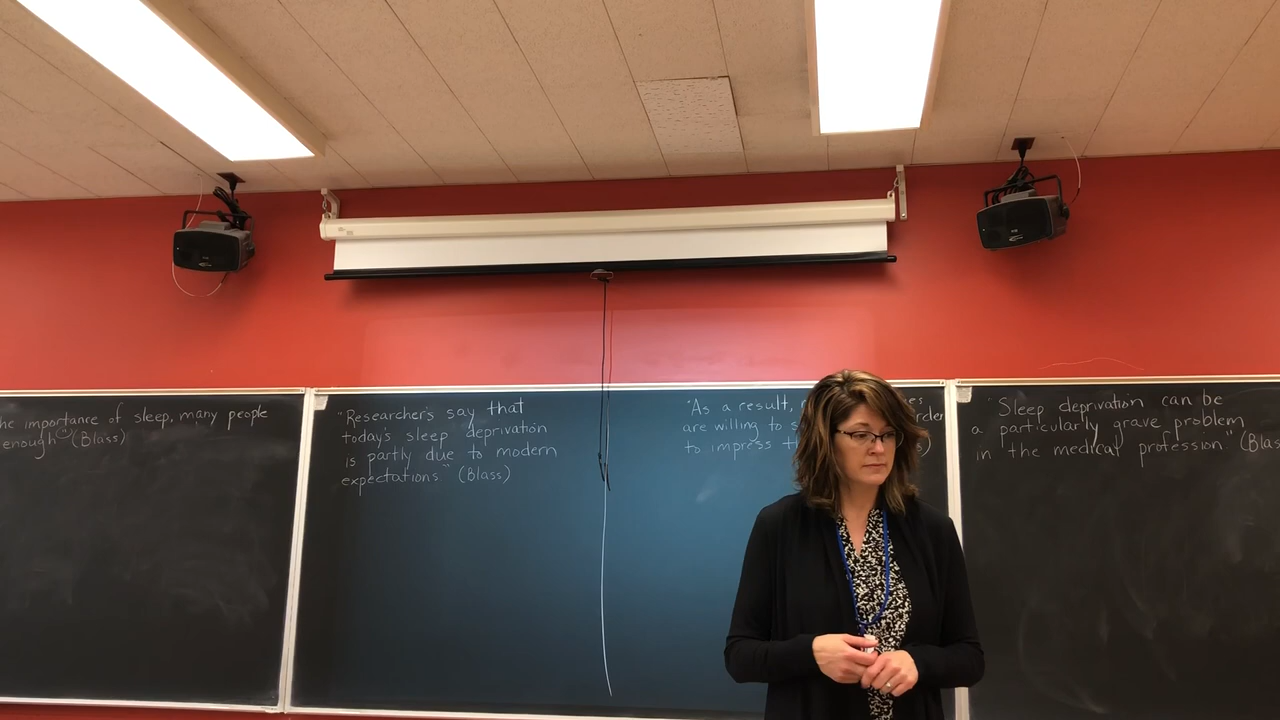 he importance of sleep, many people
enough" (Blass)
"Researcher's say that
today's sleep deprivation
is partly due to modern
expectations." (Blass)
"As a result,
are willing to
to impress
"Sleep deprivation can be
a particularly grave problem
in the medical profession" (Blas